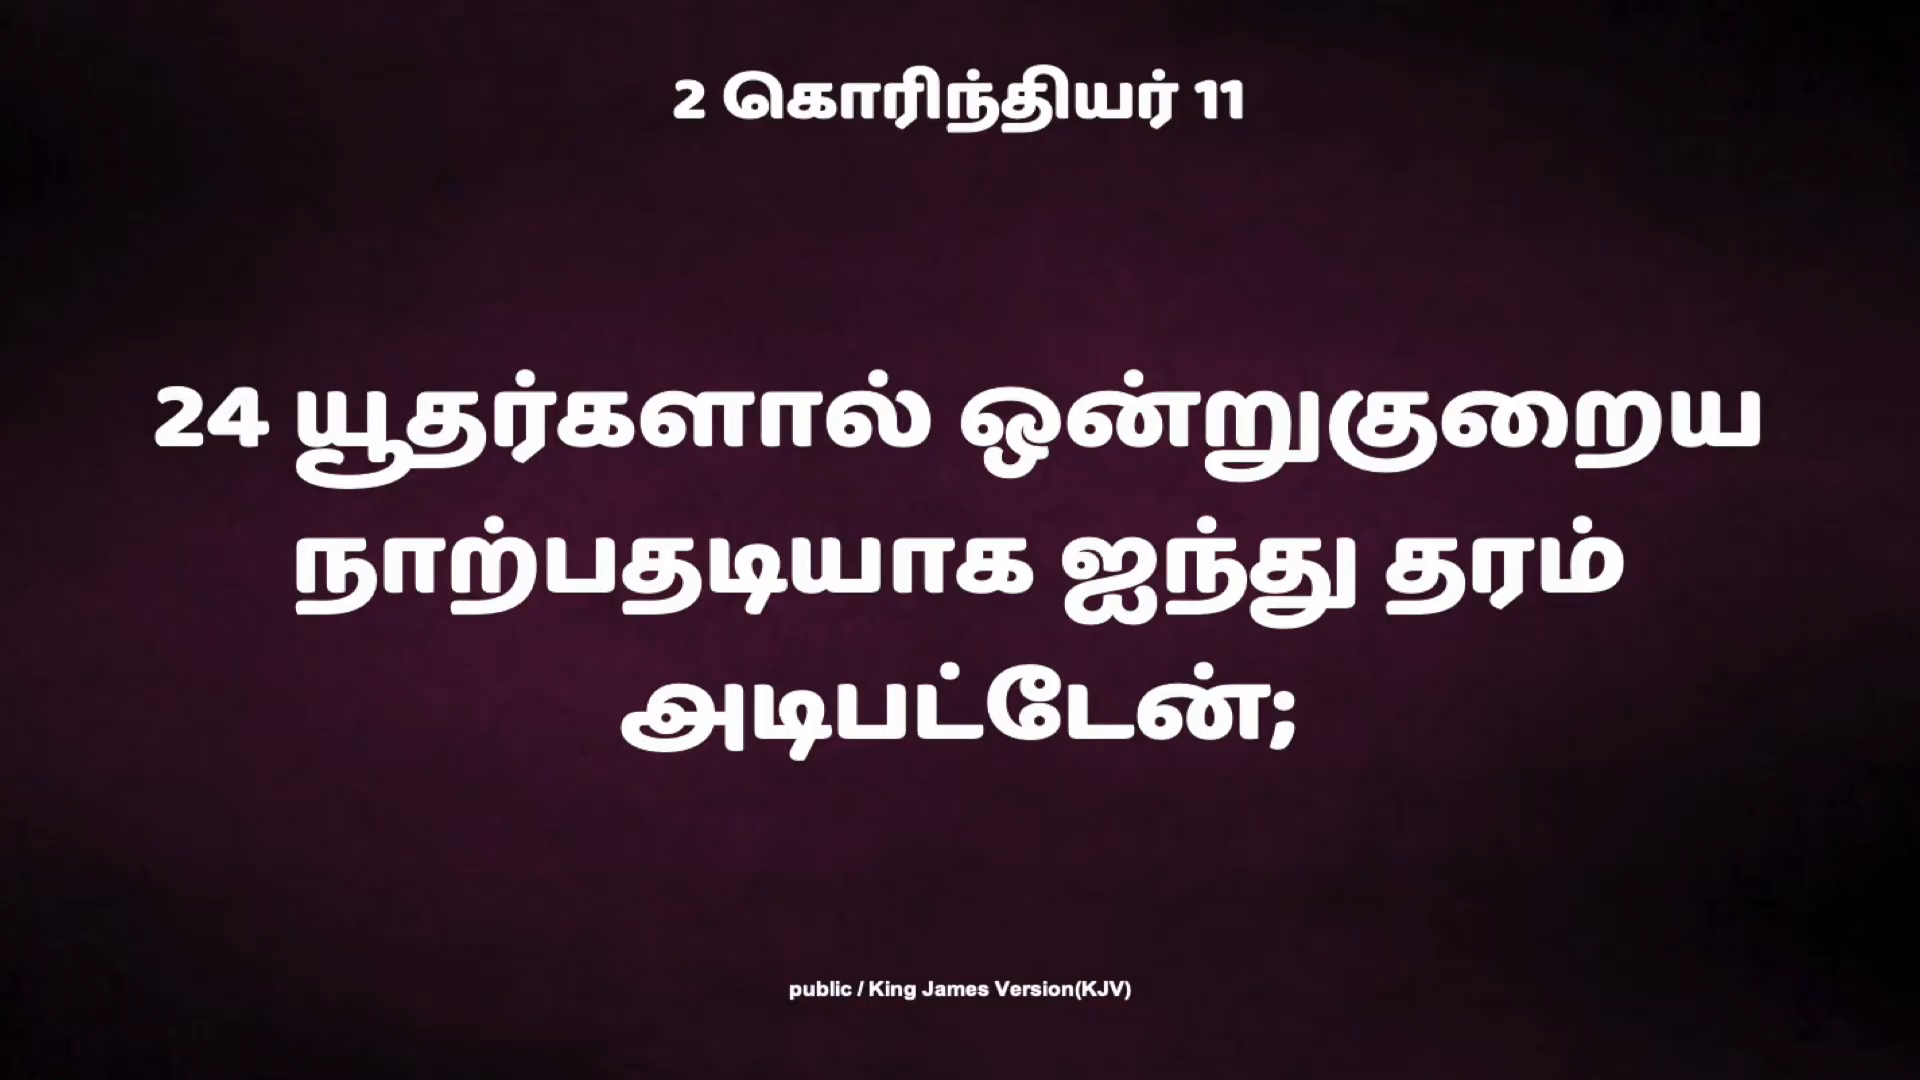 2 கொரிந்தியர் 11
24 யூதர்களால் ஒன்றுகுறைய
நாற்பதடியாக ஐந்து தரம்
அடிபட்டேன்;
public / King James Version(KJV)